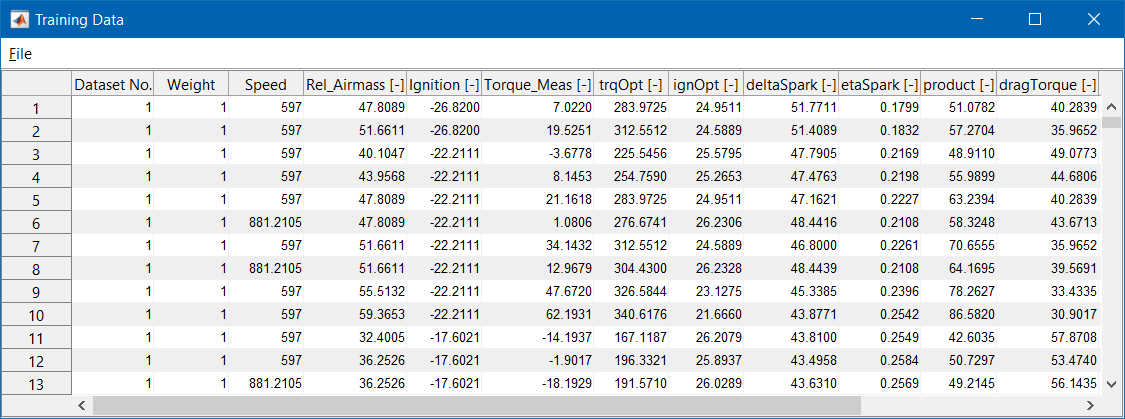 Training Data
File
Dataset No. Weight Speed Rel_Airmass [-] Ignition [-] Torque_Meas [-] trqOpt [-] ignOpt [-] deltaSpark [-] etaSpark [-] product [-] dragTorque [-]
1 1 1 597 47.8089 -26.8200 7.0220 283.9725 24.9511 51.7711 0.1799 51.0782 40.2839
2 1 1 597 51.6611 -26.8200 19.5251 312.5512 24.5889 51.4089 0.1832 57.2704 35.9652
3 1 1 597 40.1047 -22.2111 -3.6778 225.5456 25.5795 47.7905 0.2169 48.9110 49.0773
4 1 1 597 43.9568 -22.2111 8.1453 254.7590 25.2653 47.4763 0.2198 55.9899 44.6806
5 1 1 597 47.8089 -22.2111 21.1618 283.9725 24.9511 47.1621 0.2227 63.2394 40.2839
6 1 1 881.2105 47.8089 -22.2111 1.0806 276.6741 26.2306 48.4416 0.2108 58.3248 43.6713
7 1 1 597 51.6611 -22.2111 34.1432 312.5512 24.5889 46.8000 0.2261 70.6555 35.9652
8 1 1 881.2105 51.6611 -22.2111 12.9679 304.4300 26.2328 48.4439 0.2108 64.1695 39.5691
9 1 1 597 55.5132 -22.2111 47.6720 326.5844 23.1275 45.3385 0.2396 78.2627 33.4335
10 1 1 597 59.3653 -22.2111 62.1931 340.6176 21.6660 43.8771 0.2542 86.5820 30.9017
11 1 1 597 32.4005 -17.6021 -14.1937 167.1187 26.2079 43.8100 0.2549 42.6035 57.8708
12 1 1 597 36.2526 -17.6021 -1.9017 196.3321 25.8937 43.4958 0.2584 50.7297 53.4740
13 1 1 881.2105 36.2526 -17.6021 -18.1929 191.5710 26.0289 43.6310 0.2569 49.2145 56.1435